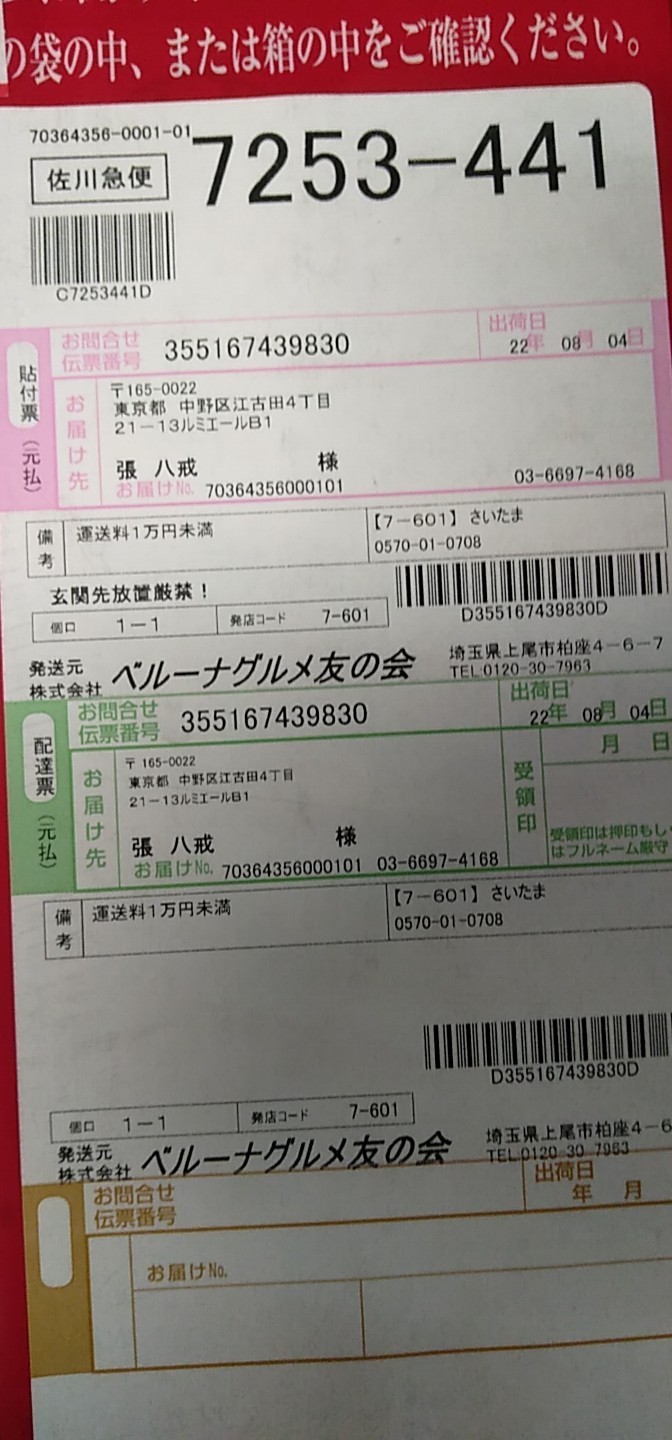 の袋の中、または箱の中をご確認ください。
70364356-0001-01
佐川急便
7253-441
C7253441D
お問合せ
伝票番号
355167439830
出荷日
22年 08月 04日
貼付票(元払)
お届け先
〒165-0022
東京都 中野区江古田4丁目
21-13ルミエールB1
張 八戒 様
お届けNo. 70364356000101
03-6697-4168
備考
運送料1万円未満
【7-601】さいたま
0570-01-0708
玄関先放置厳禁!
D355167439830D
個口 1-1 発店コード 7-601
発送元
株式会社 ベルーナグルメ友の会
埼玉県上尾市柏座4-6-7
TEL:0120-30-7963
お問合せ
伝票番号
355167439830
出荷日
22年 08月 04日
配達票(元払)
お届け先
〒165-0022
東京都 中野区江古田4丁目
21-13ルミエールB1
張 八戒 様
お届けNo. 70364356000101 03-6697-4168
受領印
月 日
受領印は押印もし
はフルネーム厳守
備考
運送料1万円未満
【7-601】さいたま
0570-01-0708
D355167439830D
個口 1-1 発店コード 7-601
発送元
株式会社 ベルーナグルメ友の会
埼玉県上尾市柏座4-6
TEL:0120 30 7963
お問合せ
伝票番号
出荷日
年 月
お届けNo.